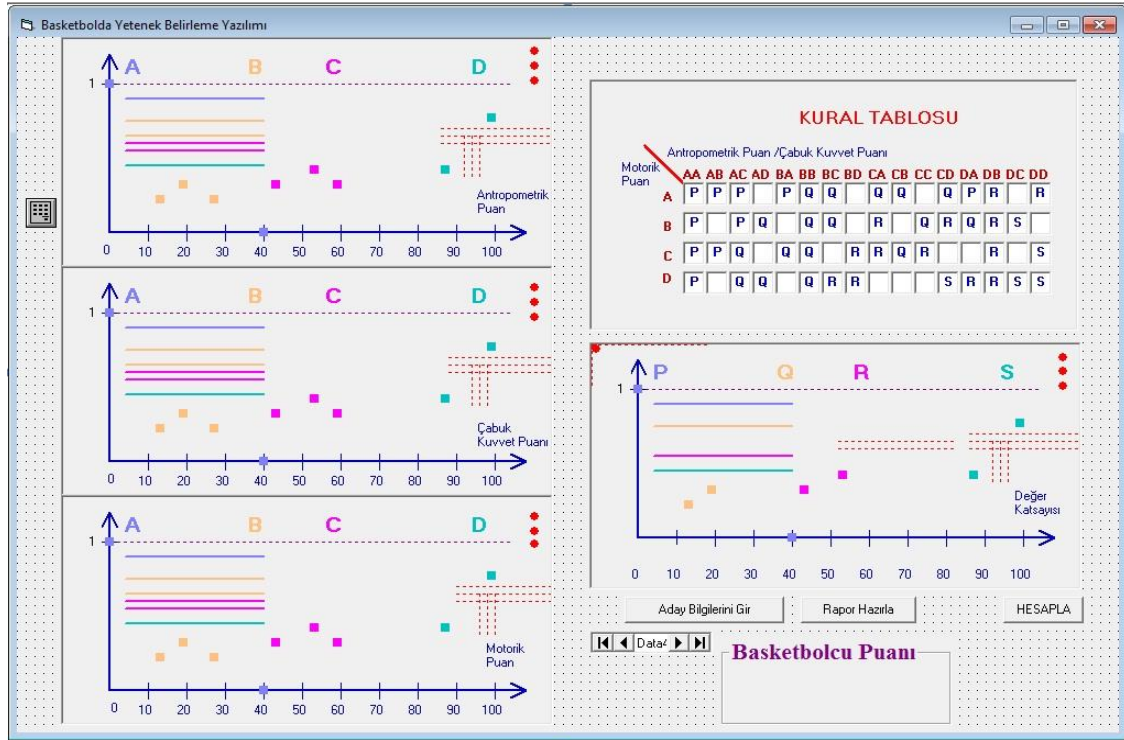 Basketbolda Yetenek Belirleme Yazılımı
A B C D
1
Antropometrik
Puan
0 10 20 30 40 50 60 70 80 90 100
A B C D
1
Çabuk
Kuvvet Puanı
0 10 20 30 40 50 60 70 80 90 100
A B C D
1
Motorik
Puan
0 10 20 30 40 50 60 70 80 90 100
KURAL TABLOSU
Antropometrik Puan /Çabuk Kuvvet Puanı
Motorik
Puan
AA AB AC AD BA BB BC BD CA CB CC CD DA DB DC DD
A P P P P Q Q Q Q Q P R R
B P P Q Q Q R Q R Q R S
C P P Q Q Q R R Q R R S
D P Q Q Q R R S R R S S
P Q R S
1
Değer
Katsayısı
0 10 20 30 40 50 60 70 80 90 100
Aday Bilgilerini Gir
Rapor Hazırla
HESAPLA
Basketbolcu Puanı